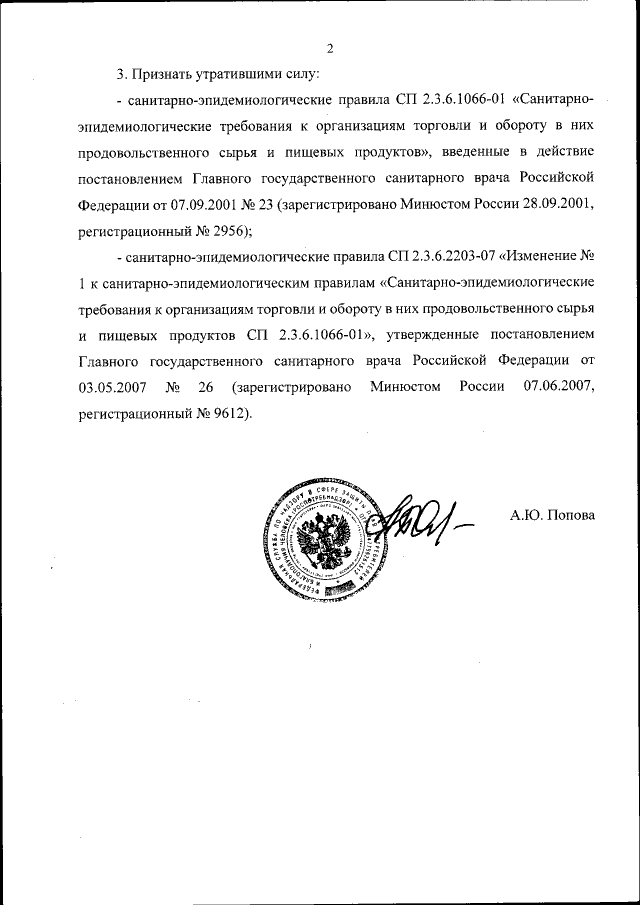 2
3. Признать утратившими силу:
- санитарно-эпидемиологические правила СП 2.3.6.1066-01 «Санитарно-
эпидемиологические требования к организациям торговли и обороту в них
продовольственного сырья и пищевых продуктов», введенные в действие
постановлением Главного государственного санитарного врача Российской
Федерации от 07.09.2001 № 23 (зарегистрировано Минюстом России 28.09.2001,
регистрационный № 2956);
- санитарно-эпидемиологические правила СП 2.3.6.2203-07 «Изменение №
1 к санитарно-эпидемиологическим правилам «Санитарно-эпидемиологические
требования к организациям торговли и обороту в них продовольственного сырья
и пищевых продуктов СП 2.3.6.1066-01», утвержденные постановлением
Главного государственного санитарного врача Российской Федерации от
03.05.2007 № 26 (зарегистрировано Минюстом России 07.06.2007,
регистрационный № 9612).
А.Ю. Попова
ФЕДЕРАЛЬНАЯ СЛУЖБА ПО НАДЗОРУ В СФЕРЕ ЗАЩИТЫ ПРАВ ПОТРЕБИТЕЛЕЙ
И БЛАГОПОЛУЧИЯ ЧЕЛОВЕКА (РОСПОТРЕБНАДЗОР)